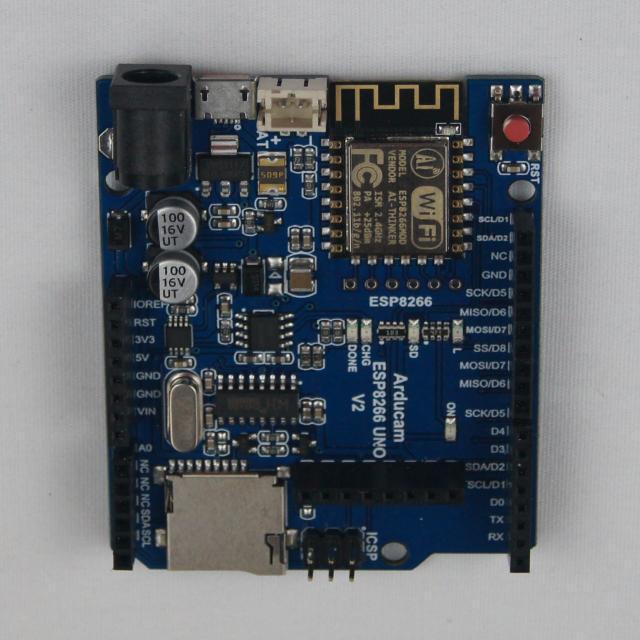 RST
MODEL ESP8266MOD
VENDOR AI-THINKER
ISM 2.4GHz
PA +25dBm
802.11b/g/n
FC
Ai
WiFi
ESP8266
100
16V
UT
100
16V
UT
IOREF
RST
3V3
5V
GND
GND
VIN
A0
NC
NC
NC
SDA
SCL
DONE
CHG
SD
L
ON
Arducam
ESP8266 UNO
V2
ICSP
SCL/D1
SDA/D2
NC
GND
SCK/D5
MISO/D6
MOSI/D7
SS/D8
MOSI/D7
MISO/D6
SCK/D5
D4
D3
SDA/D2
SCL/D1
D0
TX
RX